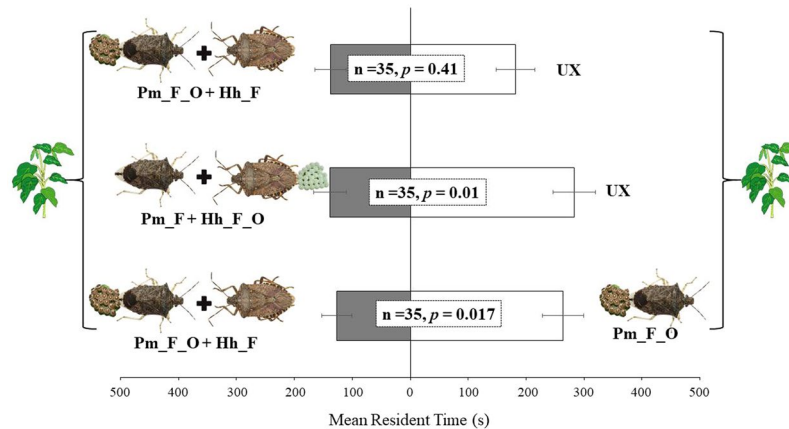 n =35, p = 0.41
UX
Pm_F_O + Hh_F
n =35, p = 0.01
UX
Pm_F + Hh_F_O
n =35, p = 0.017
Pm_F_O + Hh_F
Pm_F_O
500 400 300 200 100 0 100 200 300 400 500
Mean Resident Time (s)